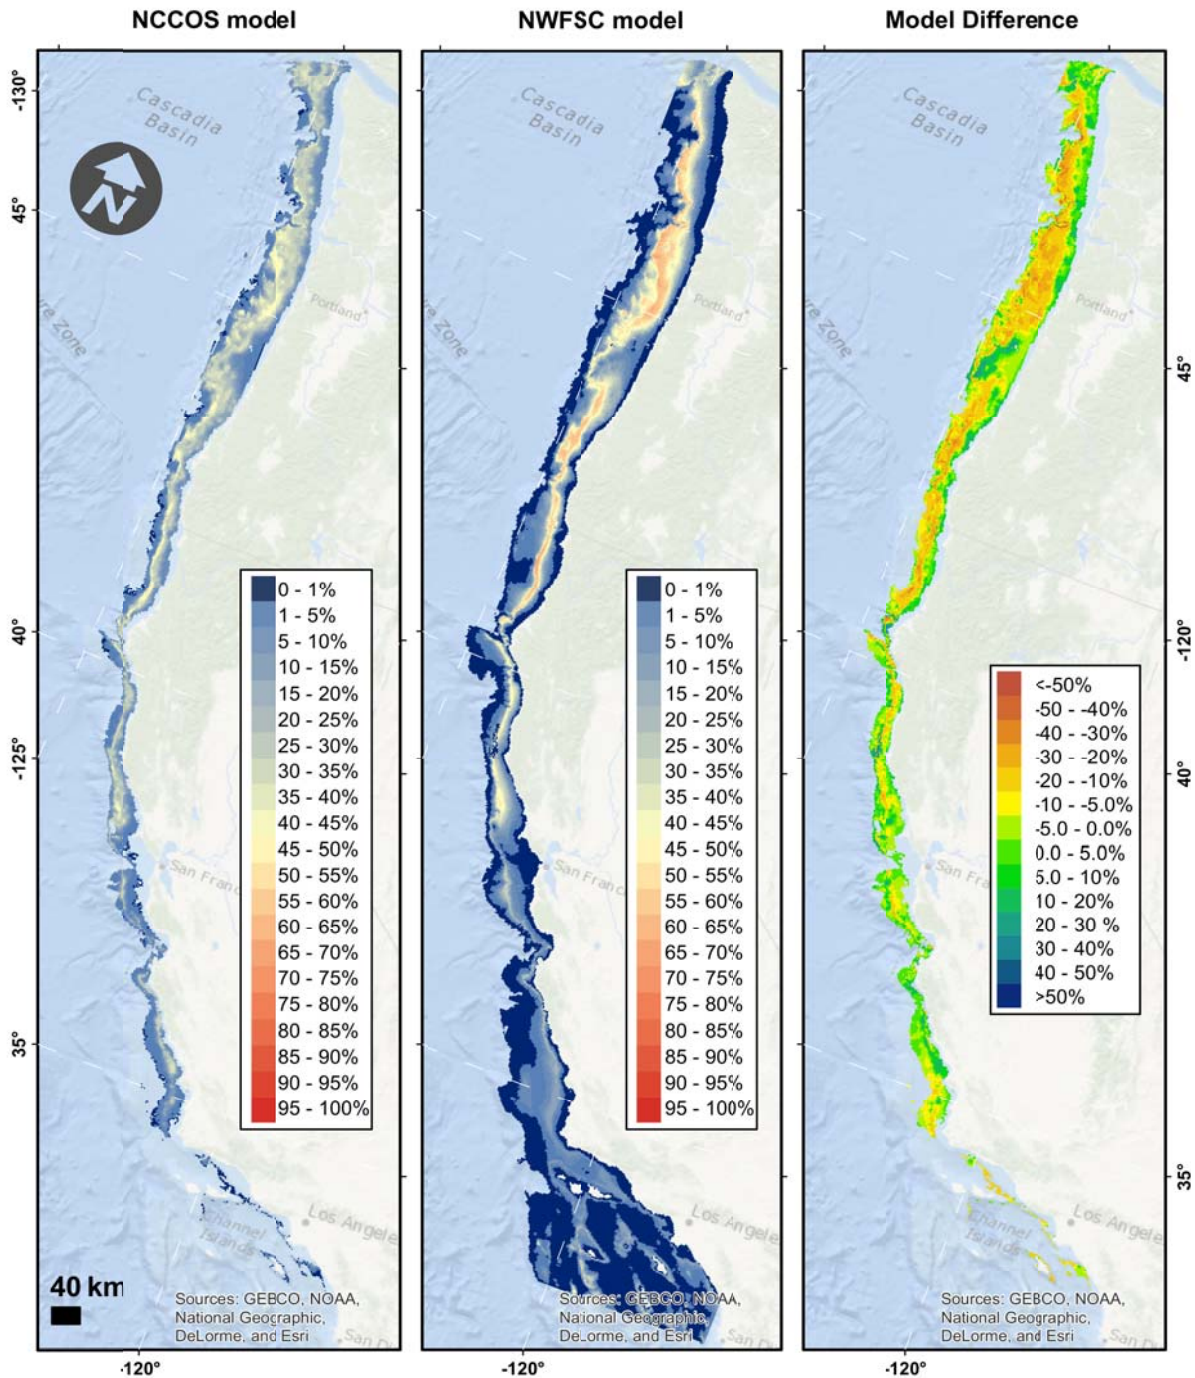 NCCOS model
NWFSC model
Model Difference
-130°
45°
40°
-125°
35°
Cascadia
Basin
N
Portland
San Franc
Channel
Islands
Los Angele
0 - 1%
1 - 5%
5 - 10%
10 - 15%
15 - 20%
20 - 25%
25 - 30%
30 - 35%
35 - 40%
40 - 45%
45 - 50%
50 - 55%
55 - 60%
60 - 65%
65 - 70%
70 - 75%
75 - 80%
80 - 85%
85 - 90%
90 - 95%
95 - 100%
40 km
Sources: GEBCO, NOAA,
National Geographic,
DeLorme, and Esri
San D
-120°
Cascadia
Basin
Portland
San Franc
Los Angele
0 - 1%
1 - 5%
5 - 10%
10 - 15%
15 - 20%
20 - 25%
25 - 30%
30 - 35%
35 - 40%
40 - 45%
45 - 50%
50 - 55%
55 - 60%
60 - 65%
65 - 70%
70 - 75%
75 - 80%
80 - 85%
85 - 90%
90 - 95%
95 - 100%
Sources: GEBCO, NOAA,
National Geographic,
DeLorme, and Esri
San D
-120°
Cascadia
Basin
Portland
San Franc
Channel
Islands
Los Angele
<-50%
-50 - -40%
-40 - -30%
-30 - -20%
-20 - -10%
-10 - -5.0%
-5.0 - 0.0%
0.0 - 5.0%
5.0 - 10%
10 - 20%
20 - 30 %
30 - 40%
40 - 50%
>50%
Sources: GEBCO, NOAA,
National Geographic,
DeLorme, and Esri
San D
45°
-120°
40°
35°
-120°